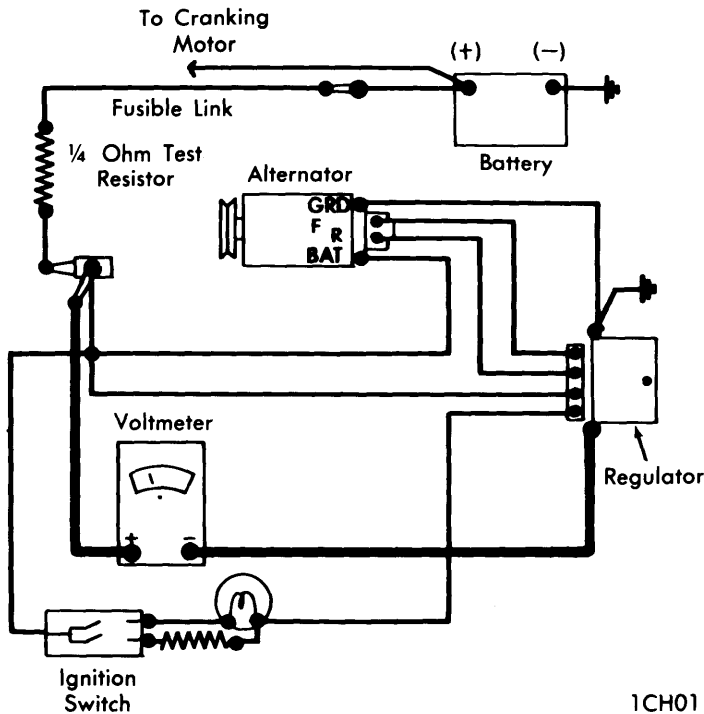 To Cranking
Motor
(+) (−)
Fusible Link
Battery
¼ Ohm Test
Resistor
Alternator
GRD
F
R
BAT
Voltmeter
+ −
Regulator
Ignition
Switch
1CH01